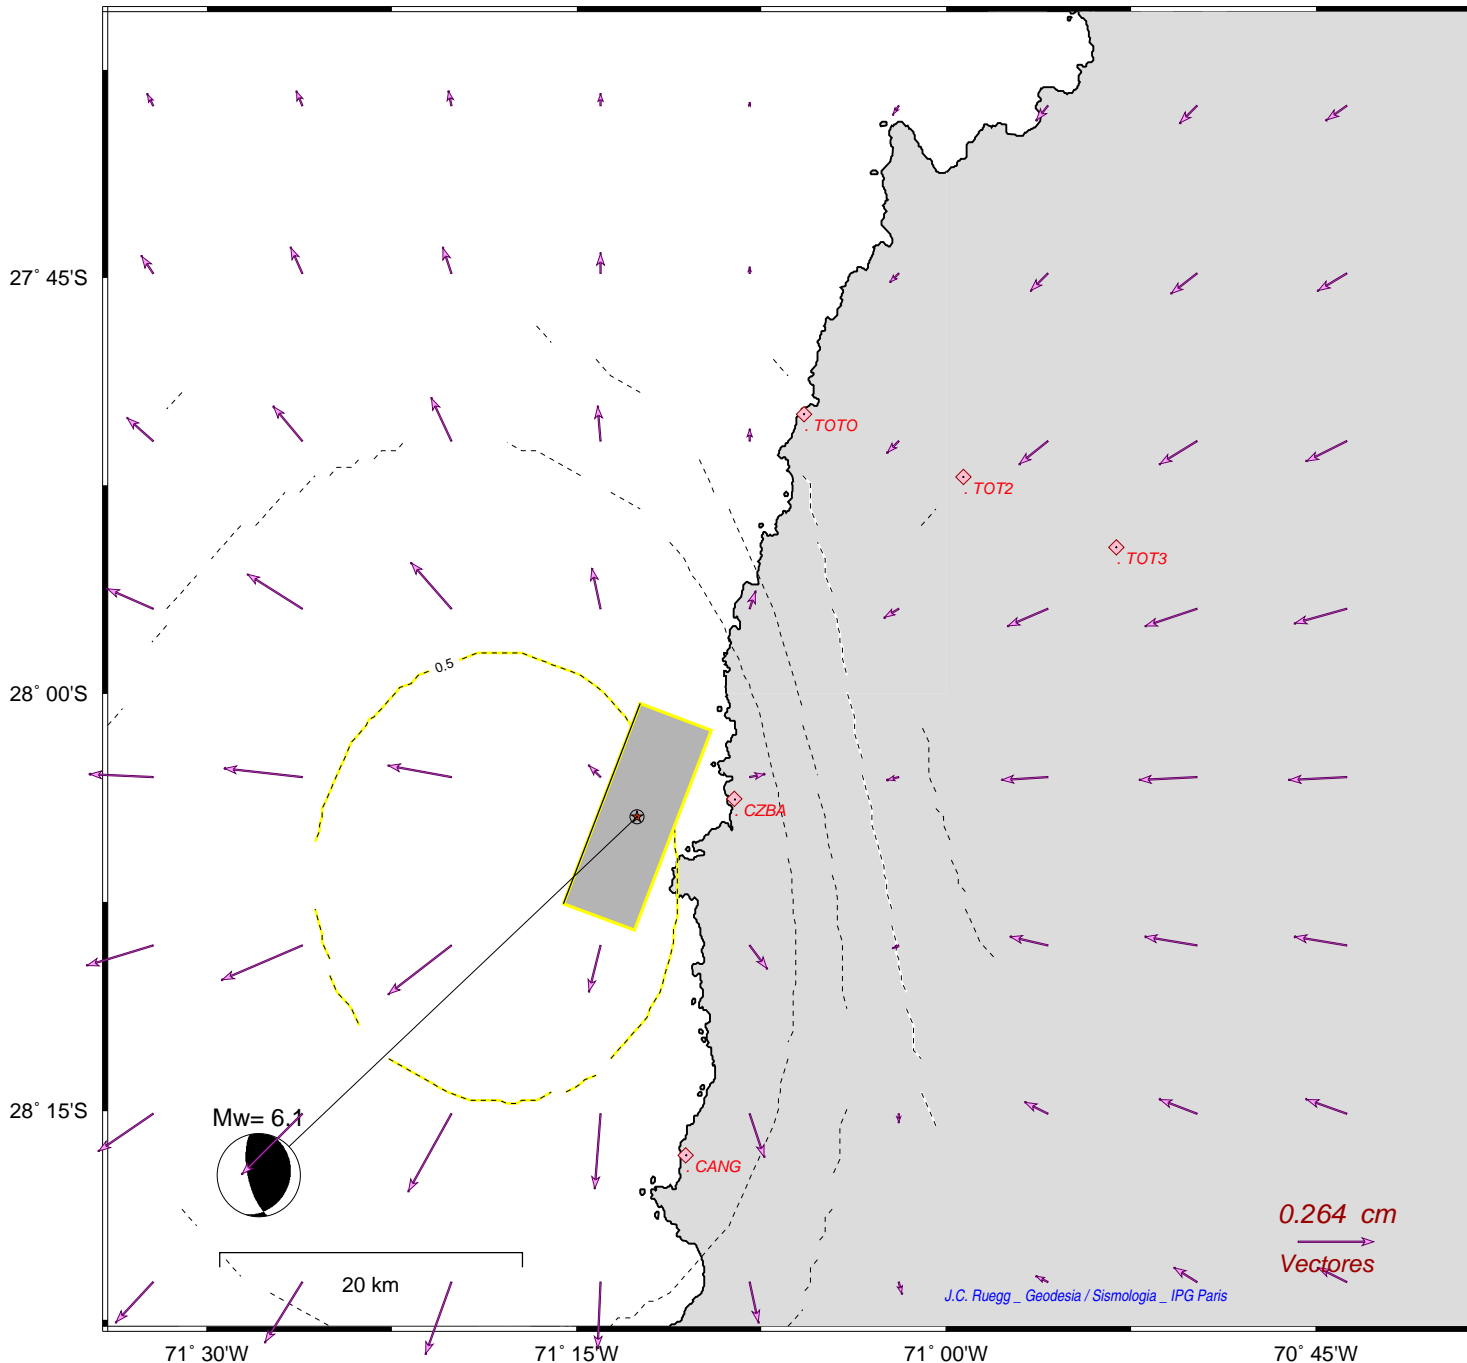 27° 45'S
. TOTO
. TOT2
. TOT3
0.5
28° 00'S
. CZBA
28° 15'S
Mw= 6.1
. CANG
0.264 cm
Vectores
20 km
J.C. Ruegg _ Geodesia / Sismologia _ IPG Paris
71° 30'W
71° 15'W
71° 00'W
70° 45'W